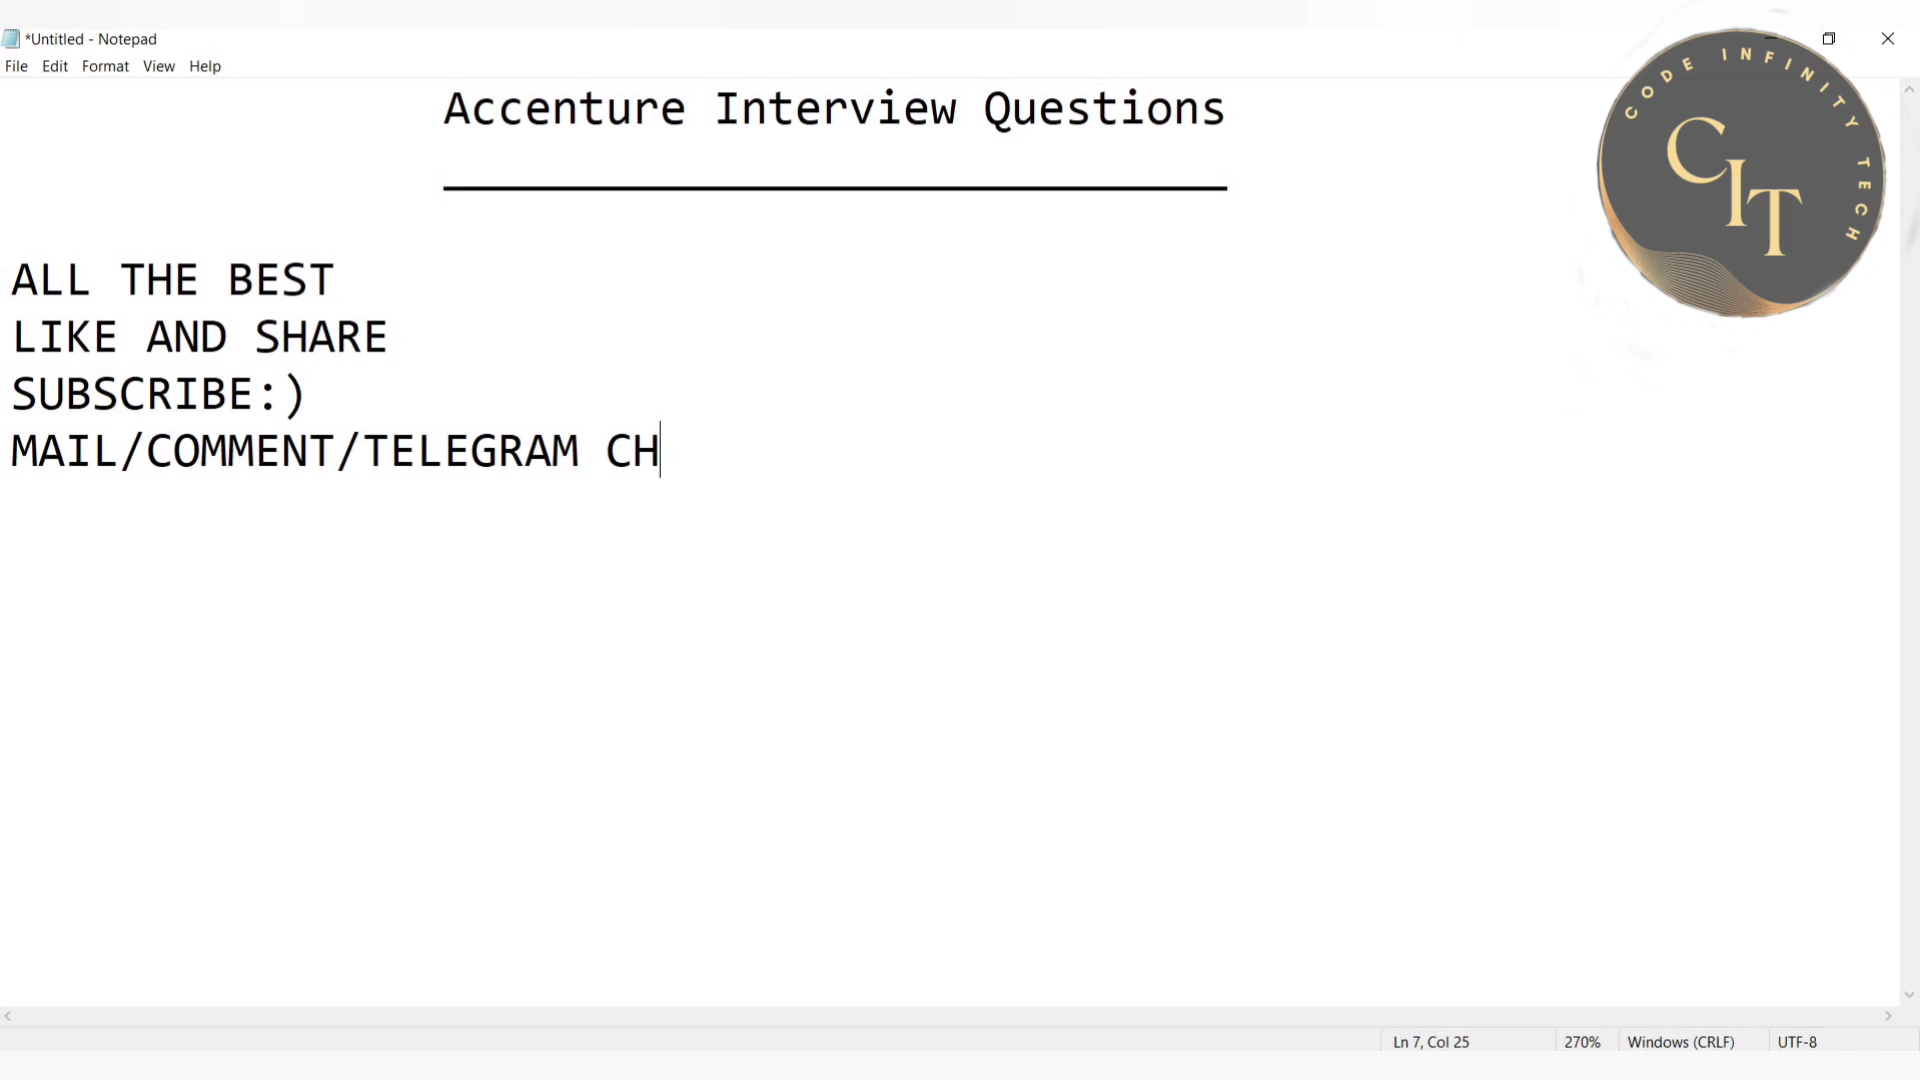 *Untitled - Notepad
File Edit Format View Help
Accenture Interview Questions
CODE INFINITY TECH
CIT
ALL THE BEST
LIKE AND SHARE
SUBSCRIBE:)
MAIL/COMMENT/TELEGRAM CH
Ln 7, Col 25 270% Windows (CRLF) UTF-8